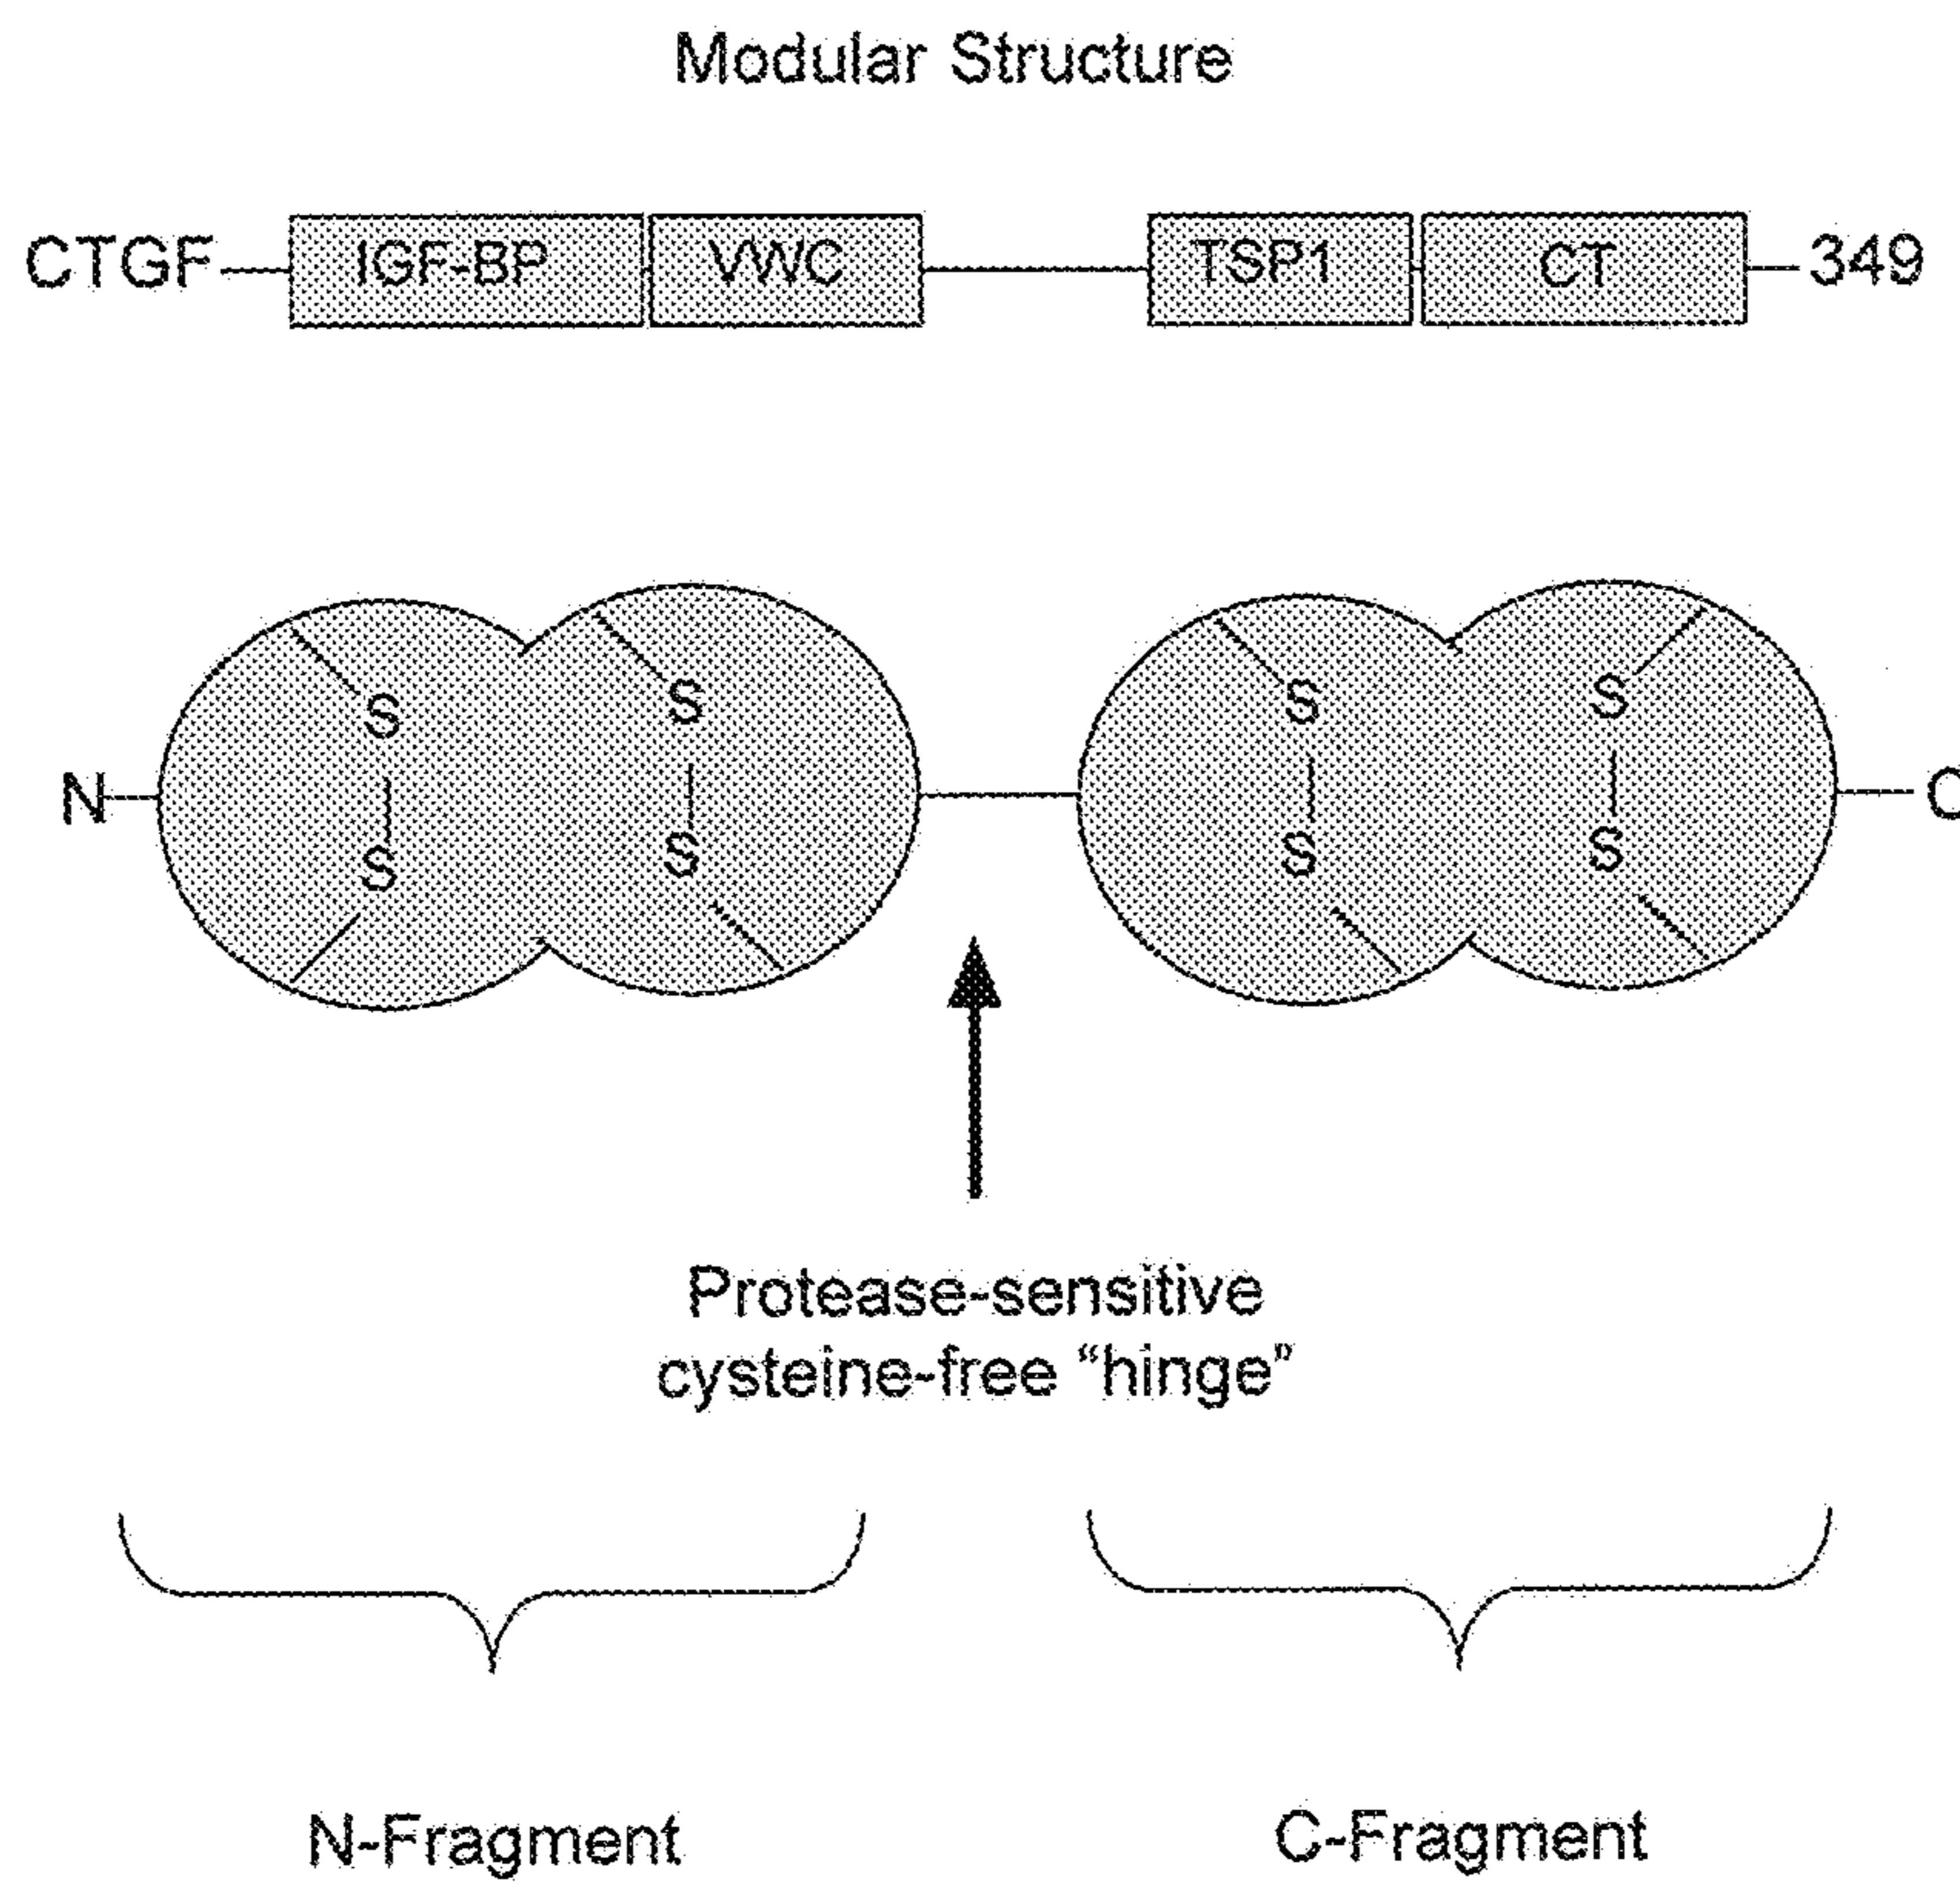 Modular Structure
CTGF IGF-BP VWC TSP1 CT 349
S S S S
N C
S S S S
Protease-sensitive
cysteine-free “hinge”
N-Fragment C-Fragment